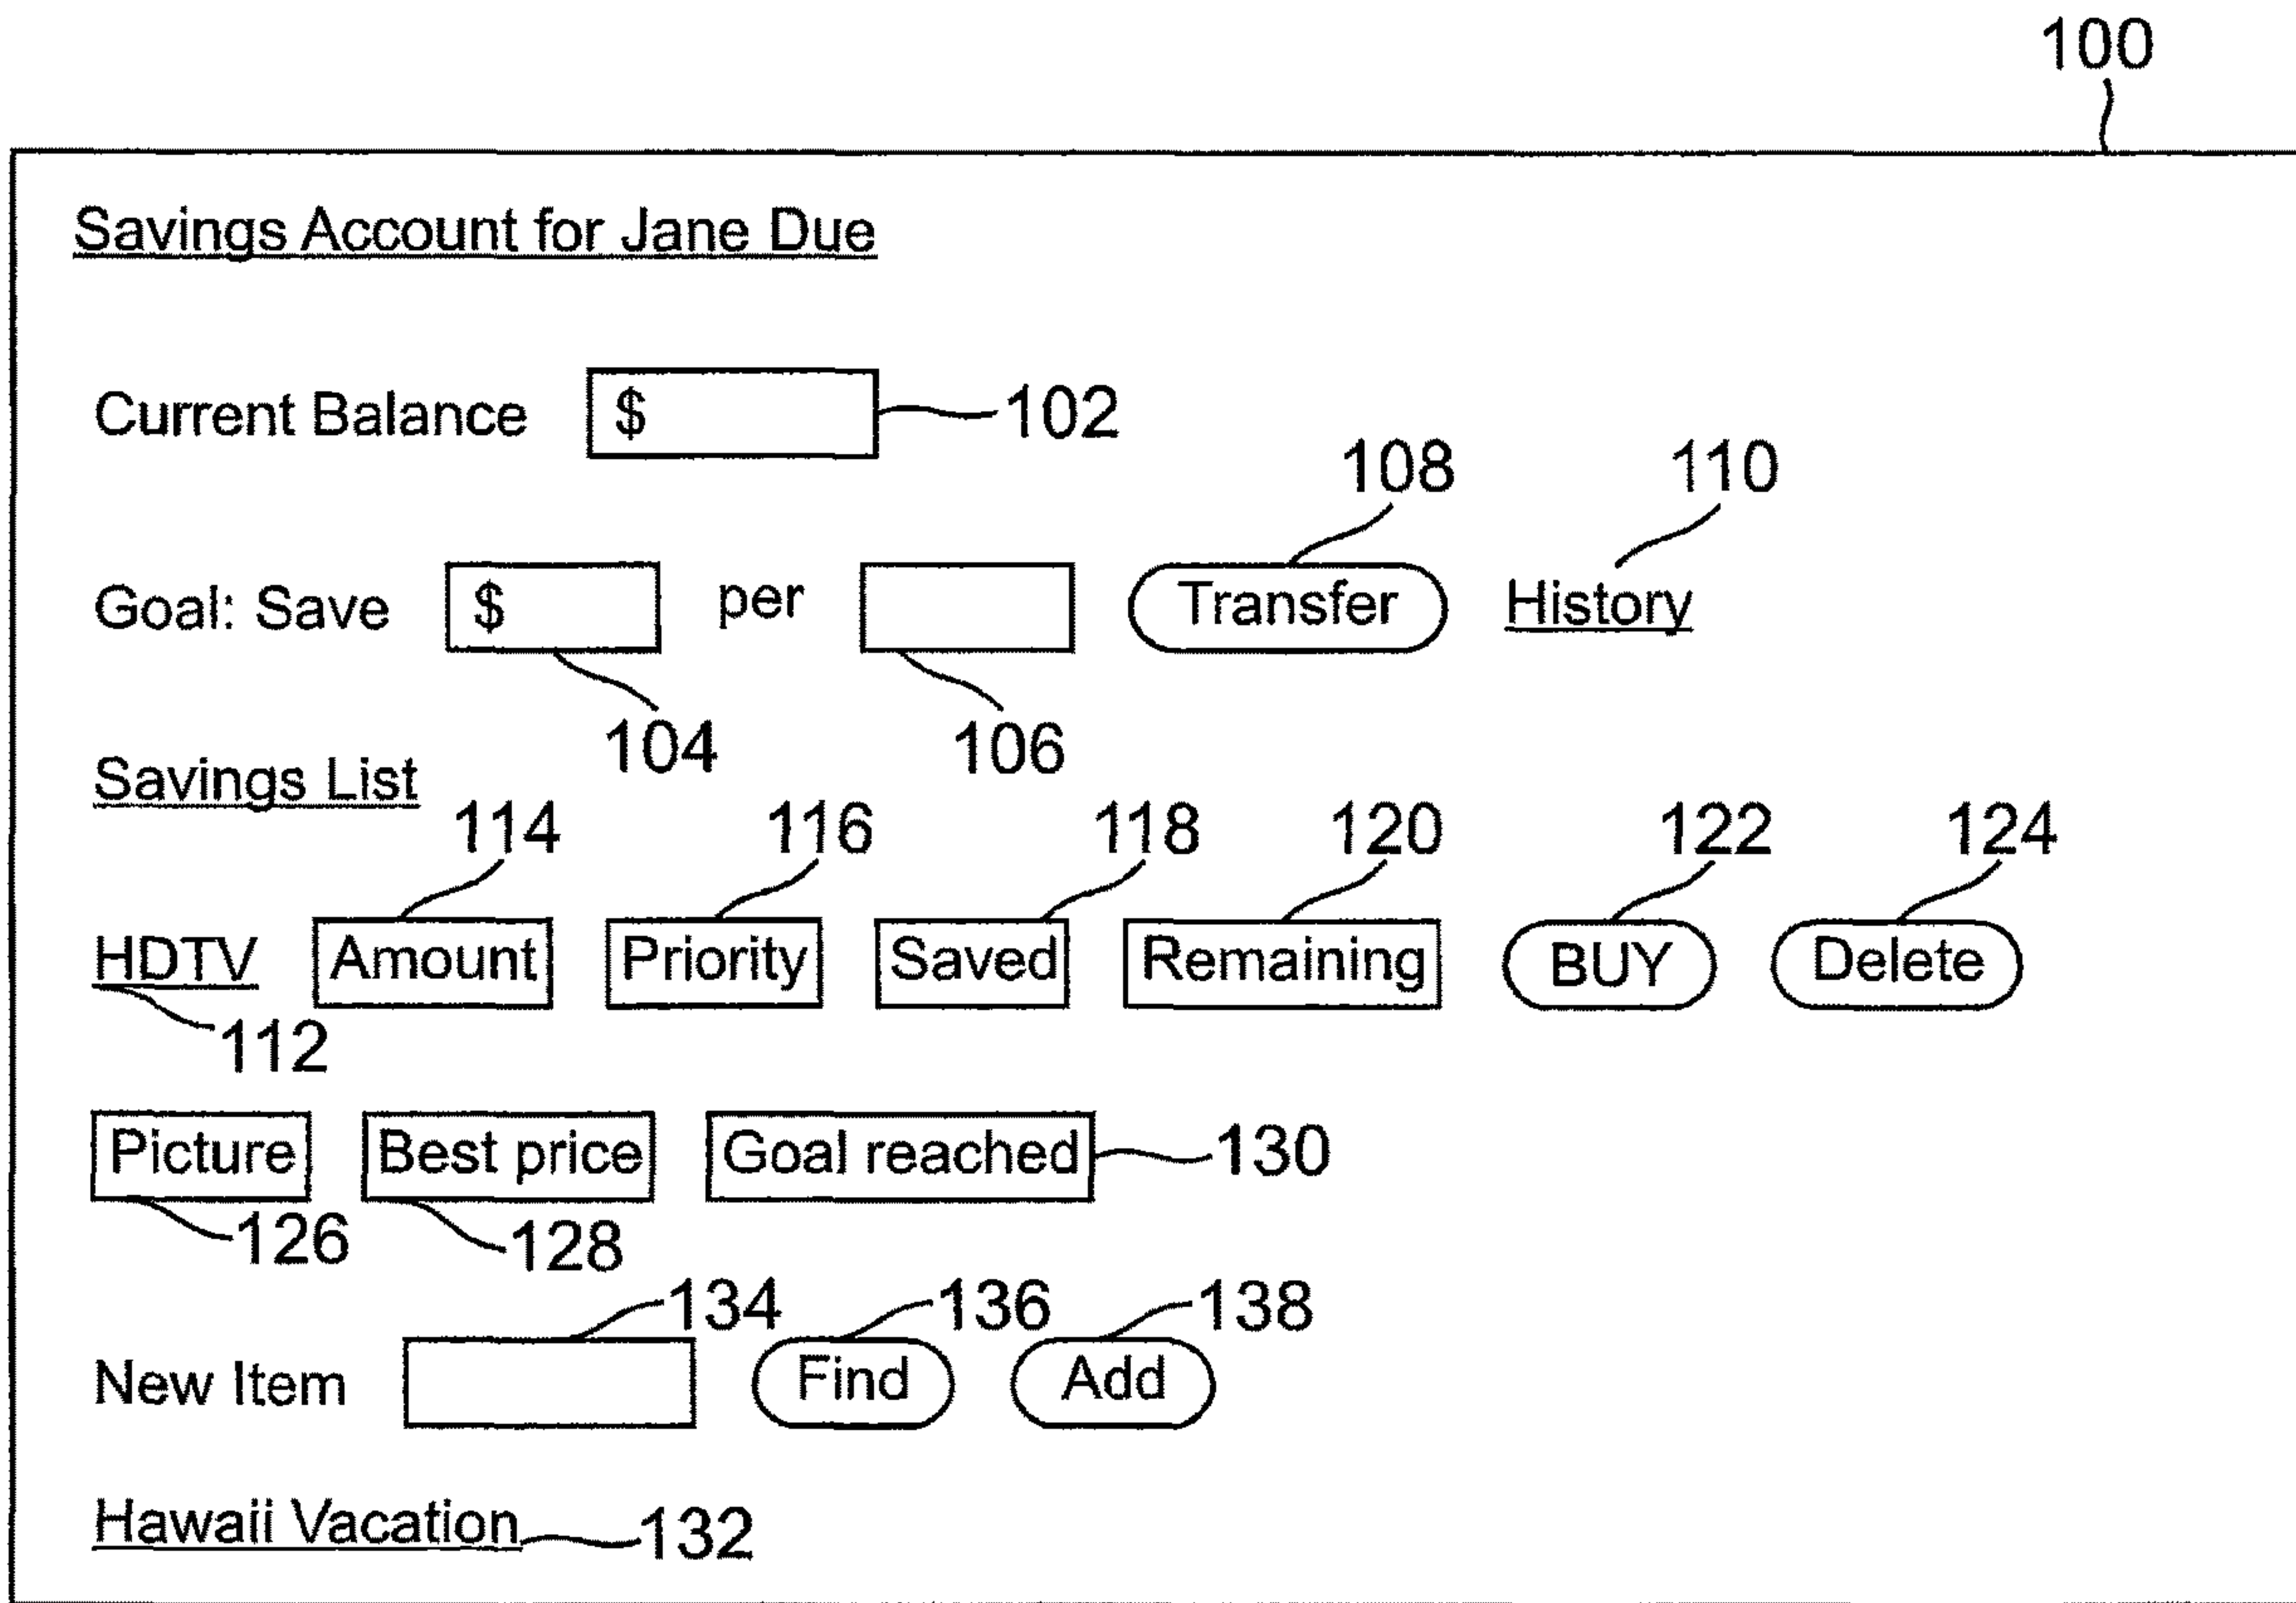 100
Savings Account for Jane Due
Current Balance $ 102
108 110
Goal: Save $ per Transfer History
104 106
Savings List
114 116 118 120 122 124
HDTV Amount Priority Saved Remaining BUY Delete
112
Picture Best price Goal reached 130
126 128
134 136 138
New Item Find Add
Hawaii Vacation 132